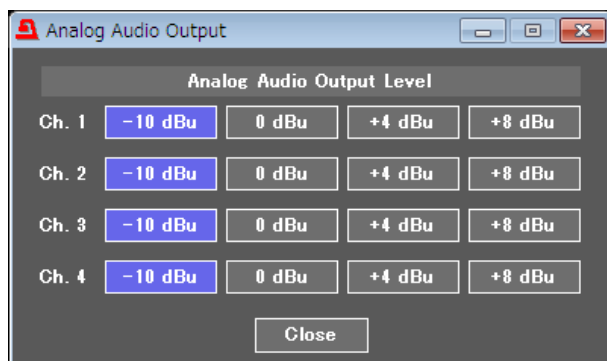 Analog Audio Output
Analog Audio Output Level
Ch. 1 -10 dBu 0 dBu +4 dBu +8 dBu
Ch. 2 -10 dBu 0 dBu +4 dBu +8 dBu
Ch. 3 -10 dBu 0 dBu +4 dBu +8 dBu
Ch. 4 -10 dBu 0 dBu +4 dBu +8 dBu
Close